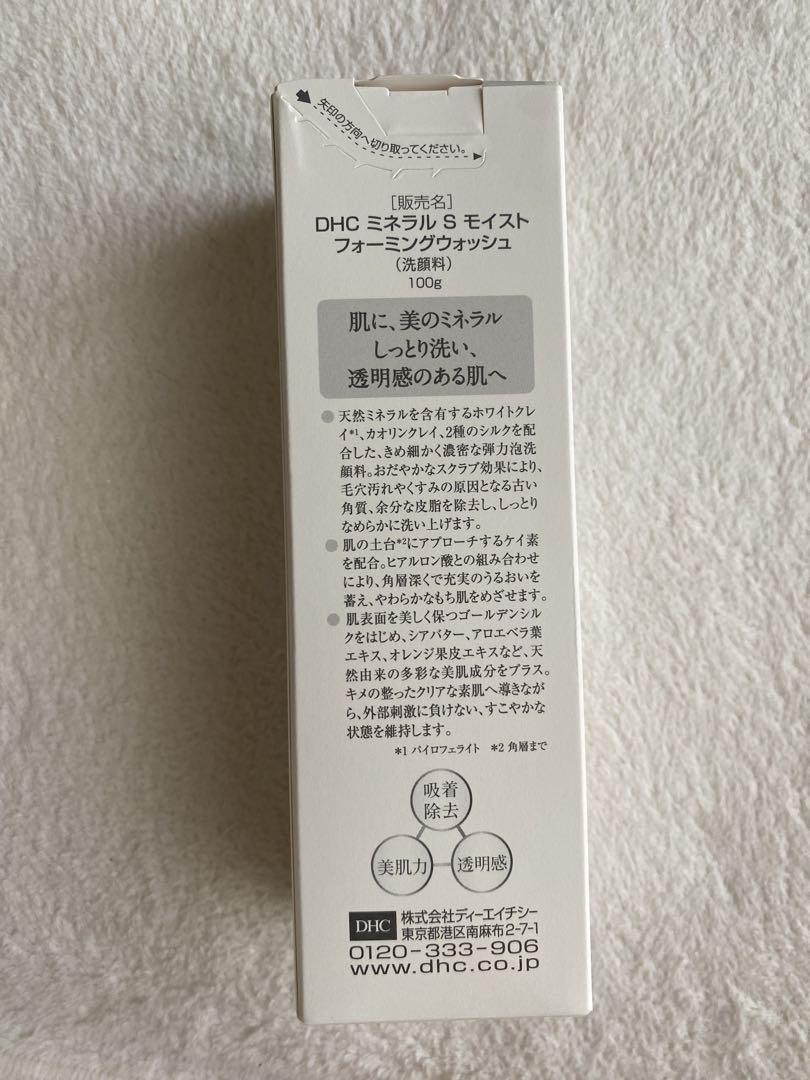 矢印の方向へ切り取ってください。
[販売名]
DHC ミネラル S モイスト
フォーミングウォッシュ
(洗顔料)
100g
肌に、美のミネラル
しっとり洗い、
透明感のある肌へ
●天然ミネラルを含有するホワイトクレ
イ*1、カオリンクレイ、2種のシルクを配
合した、きめ細かく濃密な弾力泡洗
顔料。おだやかなスクラブ効果により、
毛穴汚れやくすみの原因となる古い
角質、余分な皮脂を除去し、しっとり
なめらかに洗い上げます。
●肌の土台*2にアプローチするケイ素
を配合。ヒアルロン酸との組み合わせ
により、角層深くで充実のうるおいを
蓄え、やわらかなもち肌をめざせます。
●肌表面を美しく保つゴールデンシル
クをはじめ、シアバター、アロエベラ葉
エキス、オレンジ果皮エキスなど、天
然由来の多彩な美肌成分をプラス。
キメの整ったクリアな素肌へ導きなが
ら、外部刺激に負けない、すこやかな
状態を維持します。
*1 パイロフェライト *2 角層まで
吸着
除去
美肌力
透明感
DHC
株式会社ディーエイチシー
東京都港区南麻布2-7-1
0120-333-906
www.dhc.co.jp